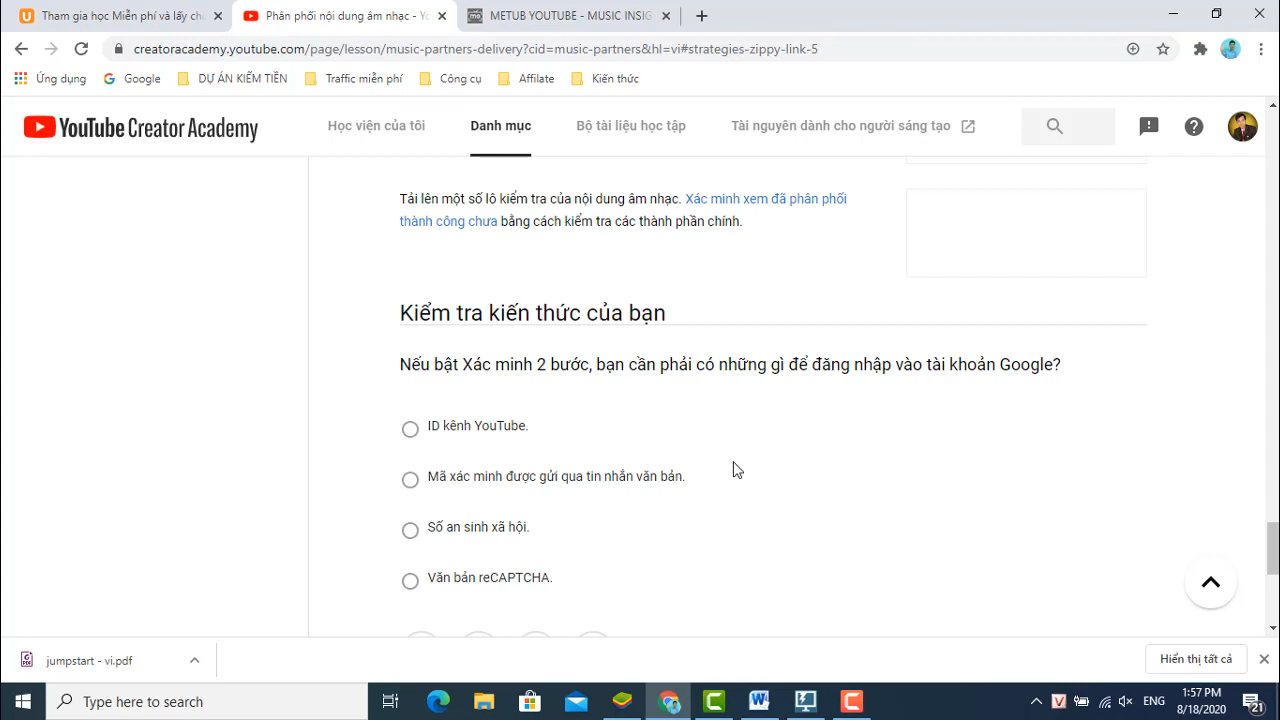 Tham gia học Miễn phí và lấy ch
Phân phối nội dung âm nhạc - Yo
METUB YOUTUBE - MUSIC INSIG
creatoracademy.youtube.com/page/lesson/music-partners-delivery?cid=music-partners&hl=vi#strategies-zippy-link-5
Ứng dụng
Google
DỰ ÁN KIẾM TIỀN
Traffic miễn phí
Công cụ
Affilate
Kiến thức
YouTube Creator Academy
Học viện của tôi
Danh mục
Bộ tài liệu học tập
Tài nguyên dành cho người sáng tạo
Tải lên một số lô kiểm tra của nội dung âm nhạc. Xác minh xem đã phân phối
thành công chưa bằng cách kiểm tra các thành phần chính.
Kiểm tra kiến thức của bạn
Nếu bật Xác minh 2 bước, bạn cần phải có những gì để đăng nhập vào tài khoản Google?
ID kênh YouTube.
Mã xác minh được gửi qua tin nhắn văn bản.
Số an sinh xã hội.
Văn bản reCAPTCHA.
jumpstart - vi.pdf
Hiển thị tất cả
Type here to search
ENG
1:57 PM
8/18/2020
21